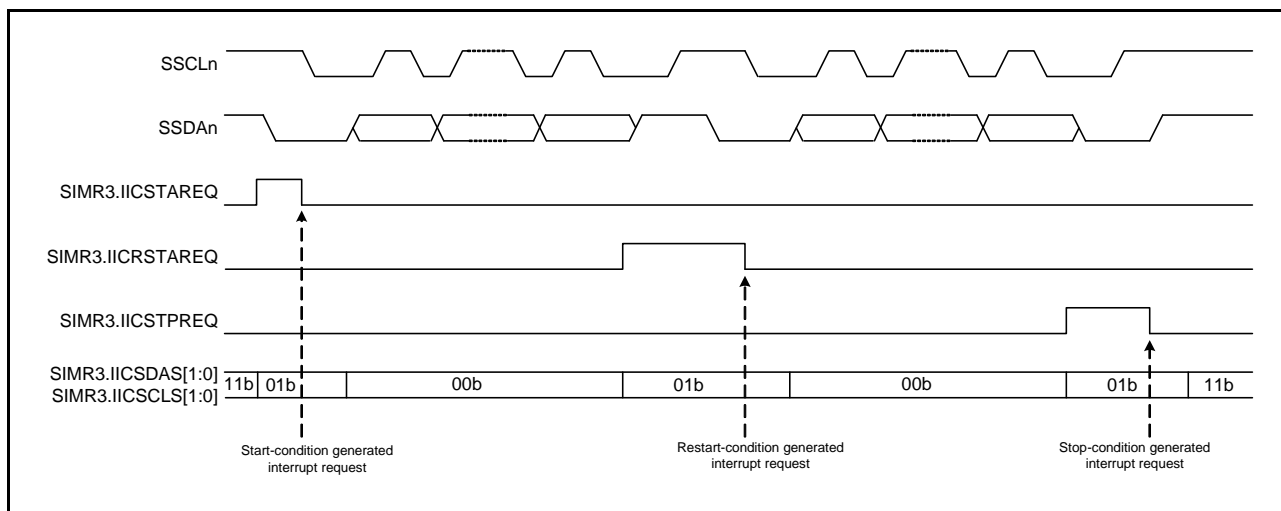 SSCLn
SSDAn
SIMR3.IICSTAREQ
SIMR3.IICRSTAREQ
SIMR3.IICSTPREQ
SIMR3.IICSDAS[1:0]
SIMR3.IICSCLS[1:0]
11b 01b 00b 01b 00b 01b 11b
Start-condition generated
interrupt request
Restart-condition generated
interrupt request
Stop-condition generated
interrupt request